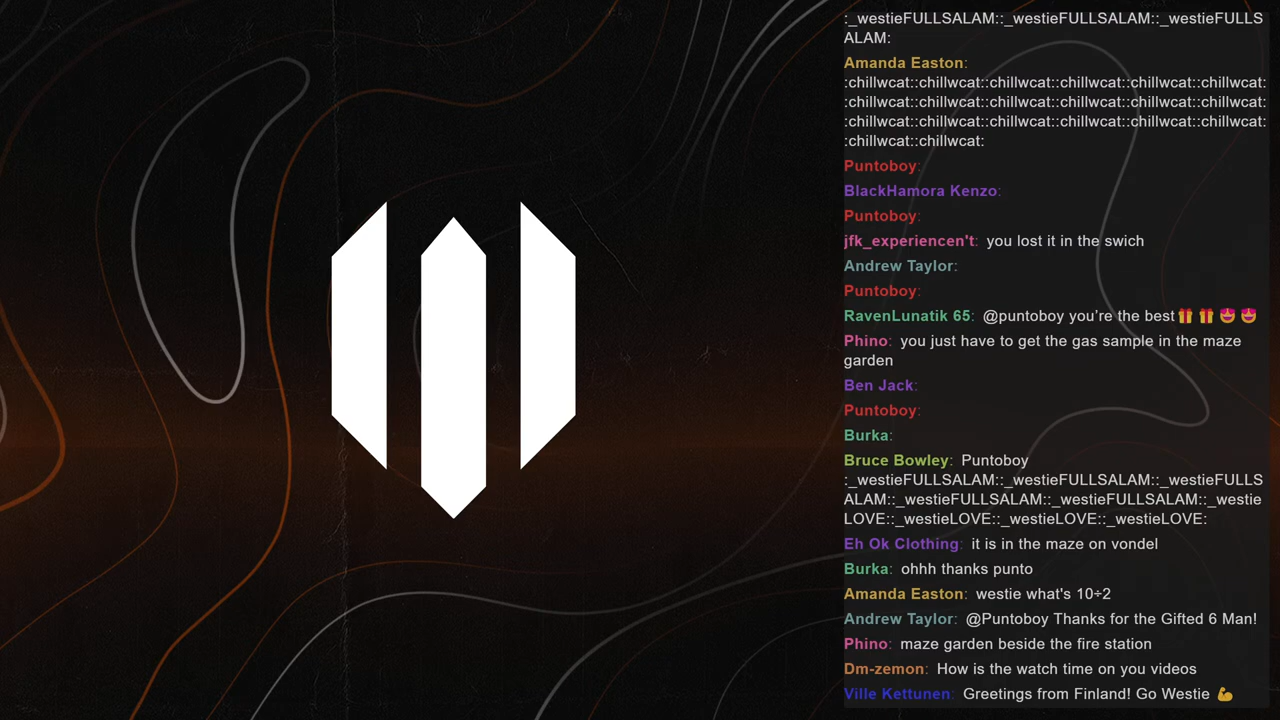 :_westieFULLSALAM::_westieFULLSALAM::_westieFULLS
ALAM:
Amanda Easton:
:chillwcat::chillwcat::chillwcat::chillwcat::chillwcat::chillwcat:
:chillwcat::chillwcat::chillwcat::chillwcat::chillwcat::chillwcat:
:chillwcat::chillwcat::chillwcat::chillwcat::chillwcat::chillwcat:
:chillwcat::chillwcat:
Puntoboy:
BlackHamora Kenzo:
Puntoboy:
jfk_experiencen't: you lost it in the swich
Andrew Taylor:
Puntoboy:
RavenLunatik 65: @puntoboy you’re the best🎁🎁😍😍
Phino: you just have to get the gas sample in the maze
garden
Ben Jack:
Puntoboy:
Burka:
Bruce Bowley: Puntoboy
:_westieFULLSALAM::_westieFULLSALAM::_westieFULLS
ALAM::_westieFULLSALAM::_westieFULLSALAM::_westie
LOVE::_westieLOVE::_westieLOVE::_westieLOVE:
Eh Ok Clothing: it is in the maze on vondel
Burka: ohhh thanks punto
Amanda Easton: westie what's 10÷2
Andrew Taylor: @Puntoboy Thanks for the Gifted 6 Man!
Phino: maze garden beside the fire station
Dm-zemon: How is the watch time on you videos
Ville Kettunen: Greetings from Finland! Go Westie 💪